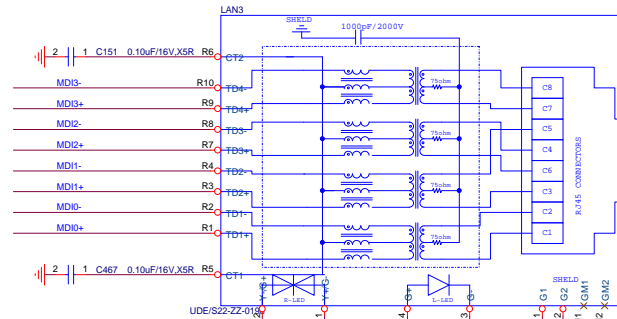 LAN3
SHELD
1000pF/2000V
2 1 C151 0.10uF/16V,X5R R6 CT2
MDI3- R10 TD4-
MDI3+ R9 TD4+
MDI2- R8 TD3-
MDI2+ R7 TD3+
MDI1- R4 TD2-
MDI1+ R3 TD2+
MDI0- R2 TD1-
MDI0+ R1 TD1+
2 1 C467 0.10uF/16V,X5R R5 CT1
75ohm
75ohm
75ohm
75ohm
C8
C7
C5
C4
C6
C3
C2
C1
RJ45 CONNECTORS
R-LED
L-LED
SHELD
Y-G+
Y+G-
G+
G-
G1
G2
GM1
GM2
UDE/S22-ZZ-019
2
1
4
3
1
2